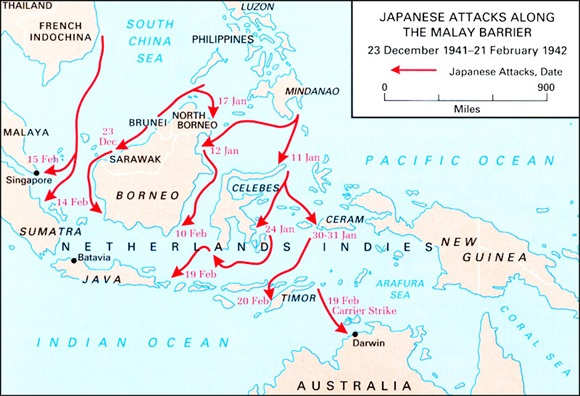 THAILAND
FRENCH
INDOCHINA
SOUTH
CHINA
SEA
LUZON
PHILIPPINES
MINDANAO
JAPANESE ATTACKS ALONG
THE MALAY BARRIER
23 December 1941–21 February 1942
Japanese Attacks, Date
0 900
Miles
17 Jan
MALAYA
BRUNEI
NORTH
BORNEO
23
Dec
SARAWAK
12 Jan
11 Jan
PACIFIC OCEAN
15 Feb
Singapore
14 Feb
BORNEO
CELEBES
SUMATRA
10 Feb
24 Jan
CERAM
30-31 Jan
NETHERLANDS INDIES
NEW
GUINEA
Batavia
JAVA
19 Feb
20 Feb
TIMOR
19 Feb
Carrier Strike
ARAFURA
SEA
CORAL SEA
INDIAN OCEAN
Darwin
AUSTRALIA